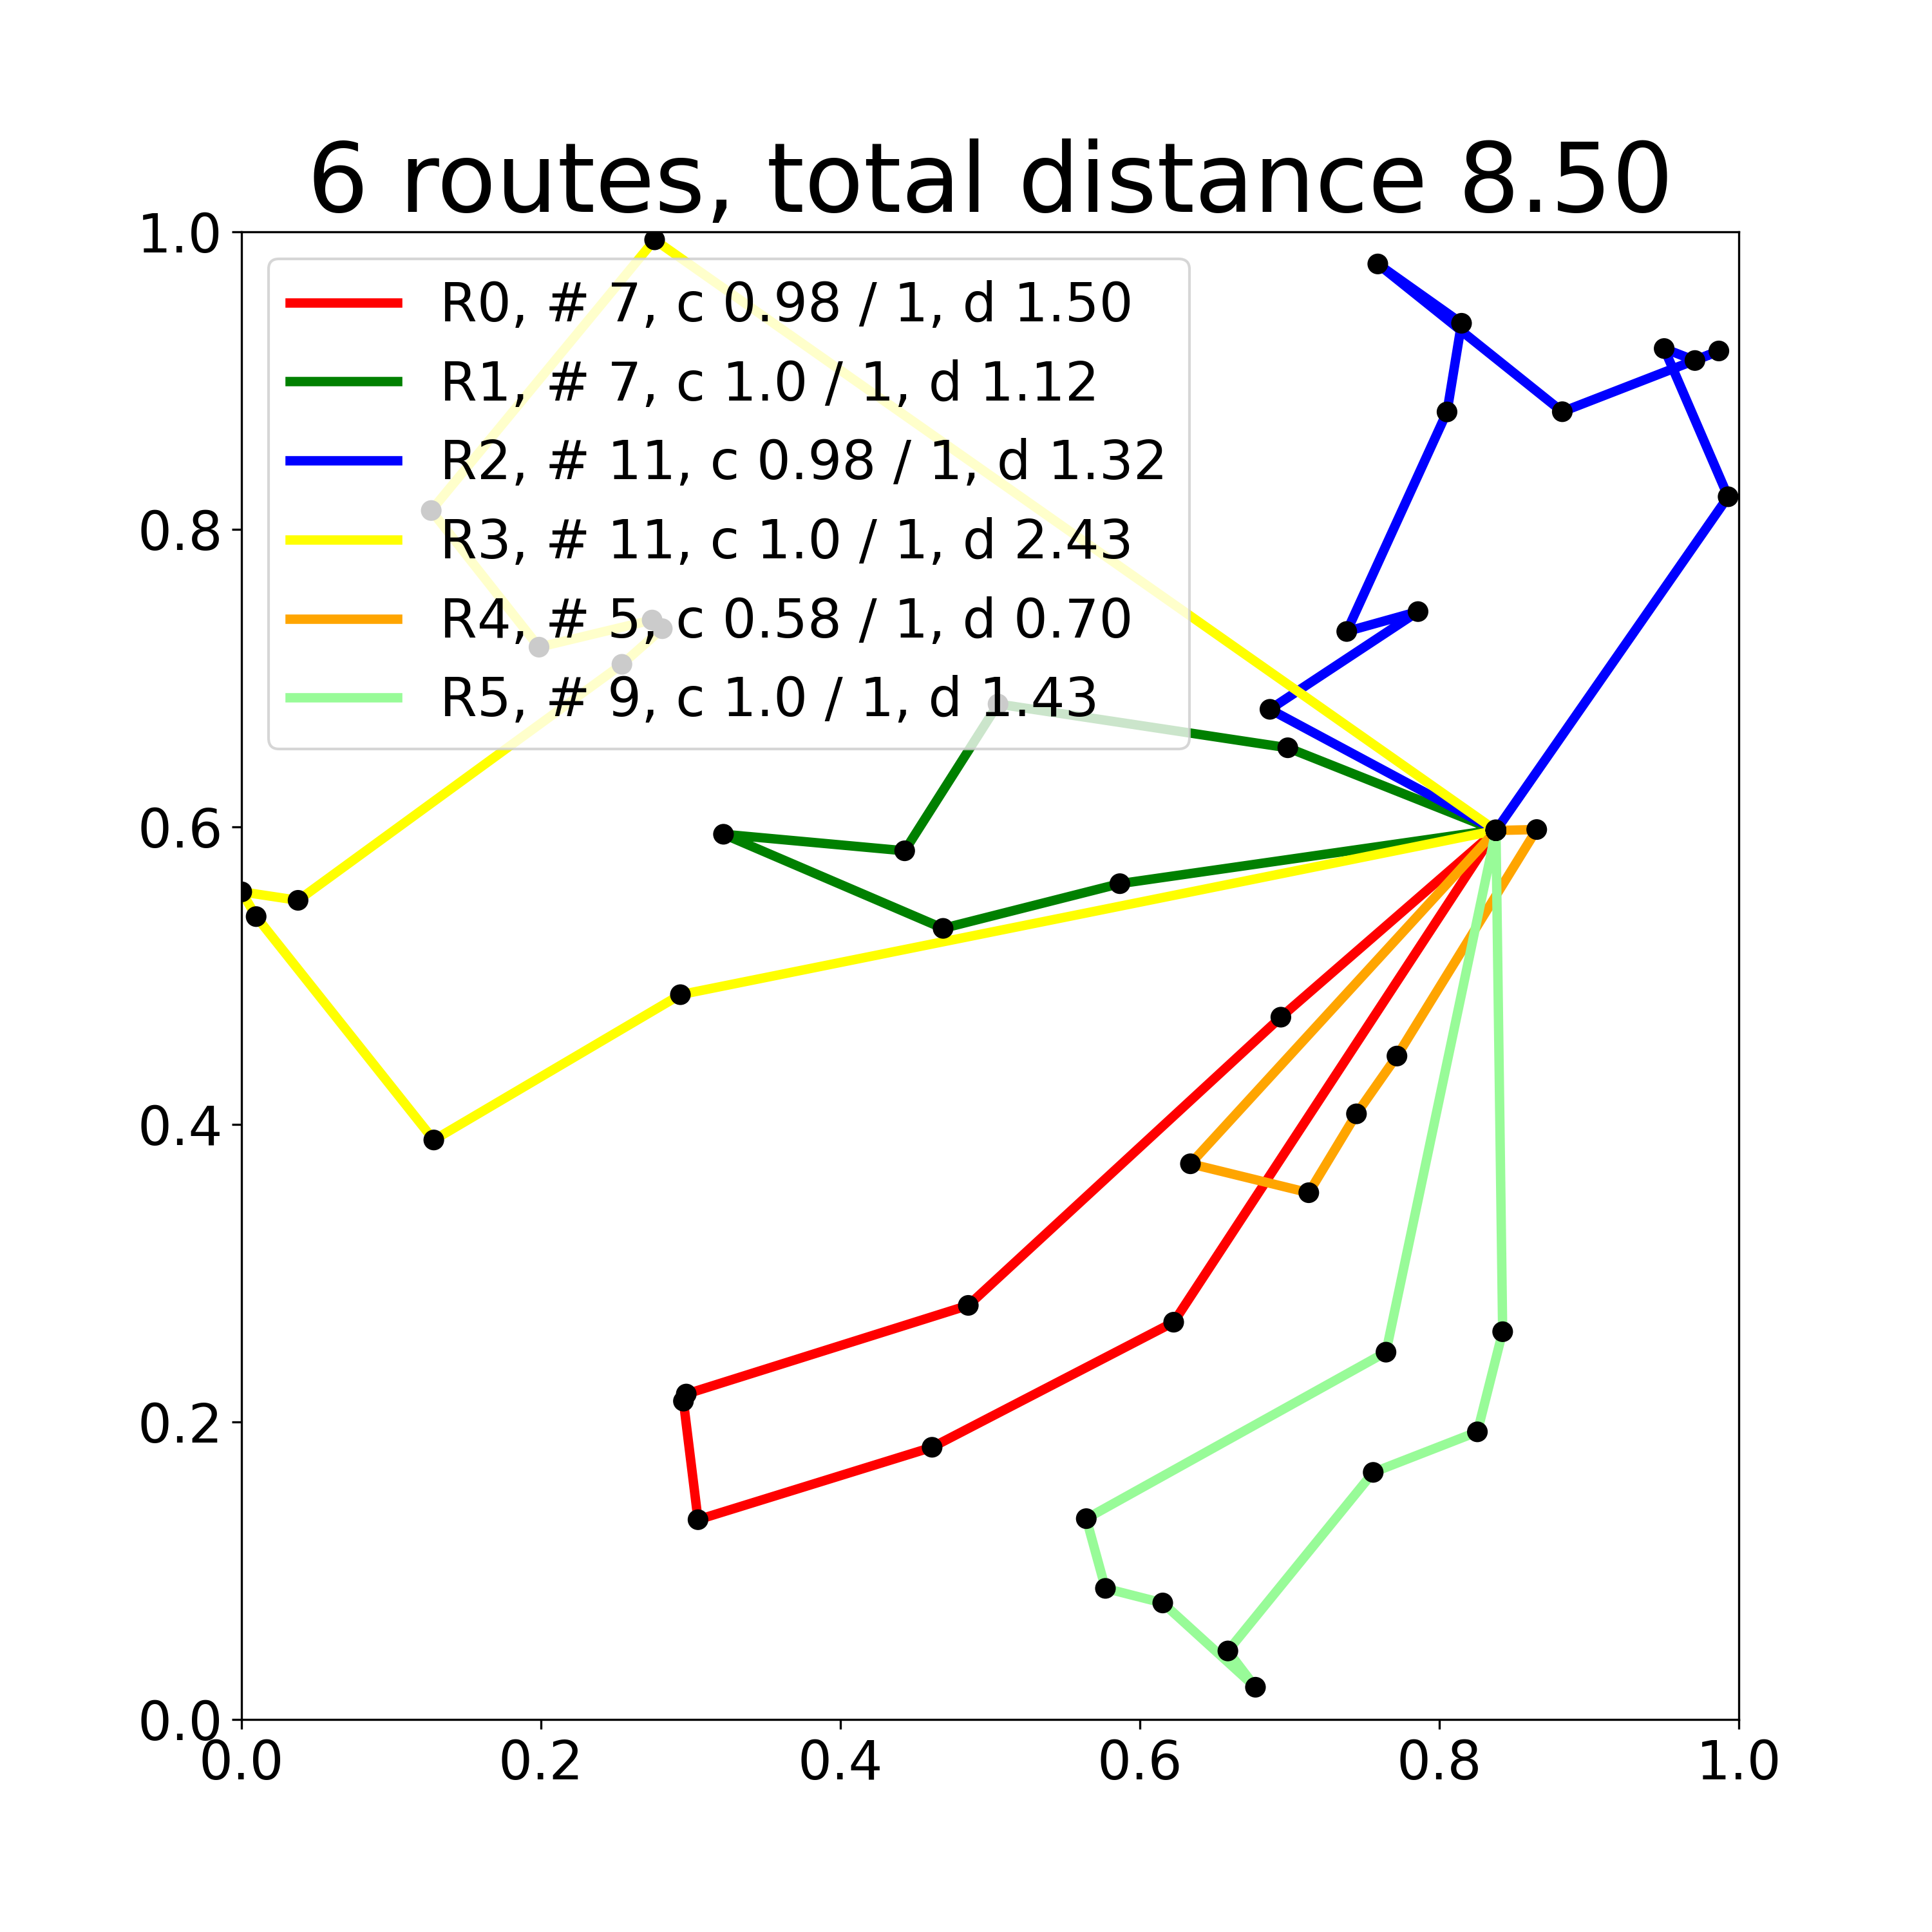 6 routes, total distance 8.50
1.0
0.8
0.6
0.4
0.2
0.0
R0, # 7, c 0.98 / 1, d 1.50
R1, # 7, c 1.0 / 1, d 1.12
R2, # 11, c 0.98 / 1, d 1.32
R3, # 11, c 1.0 / 1, d 2.43
R4, # 5, c 0.58 / 1, d 0.70
R5, # 9, c 1.0 / 1, d 1.43
0.0 0.2 0.4 0.6 0.8 1.0